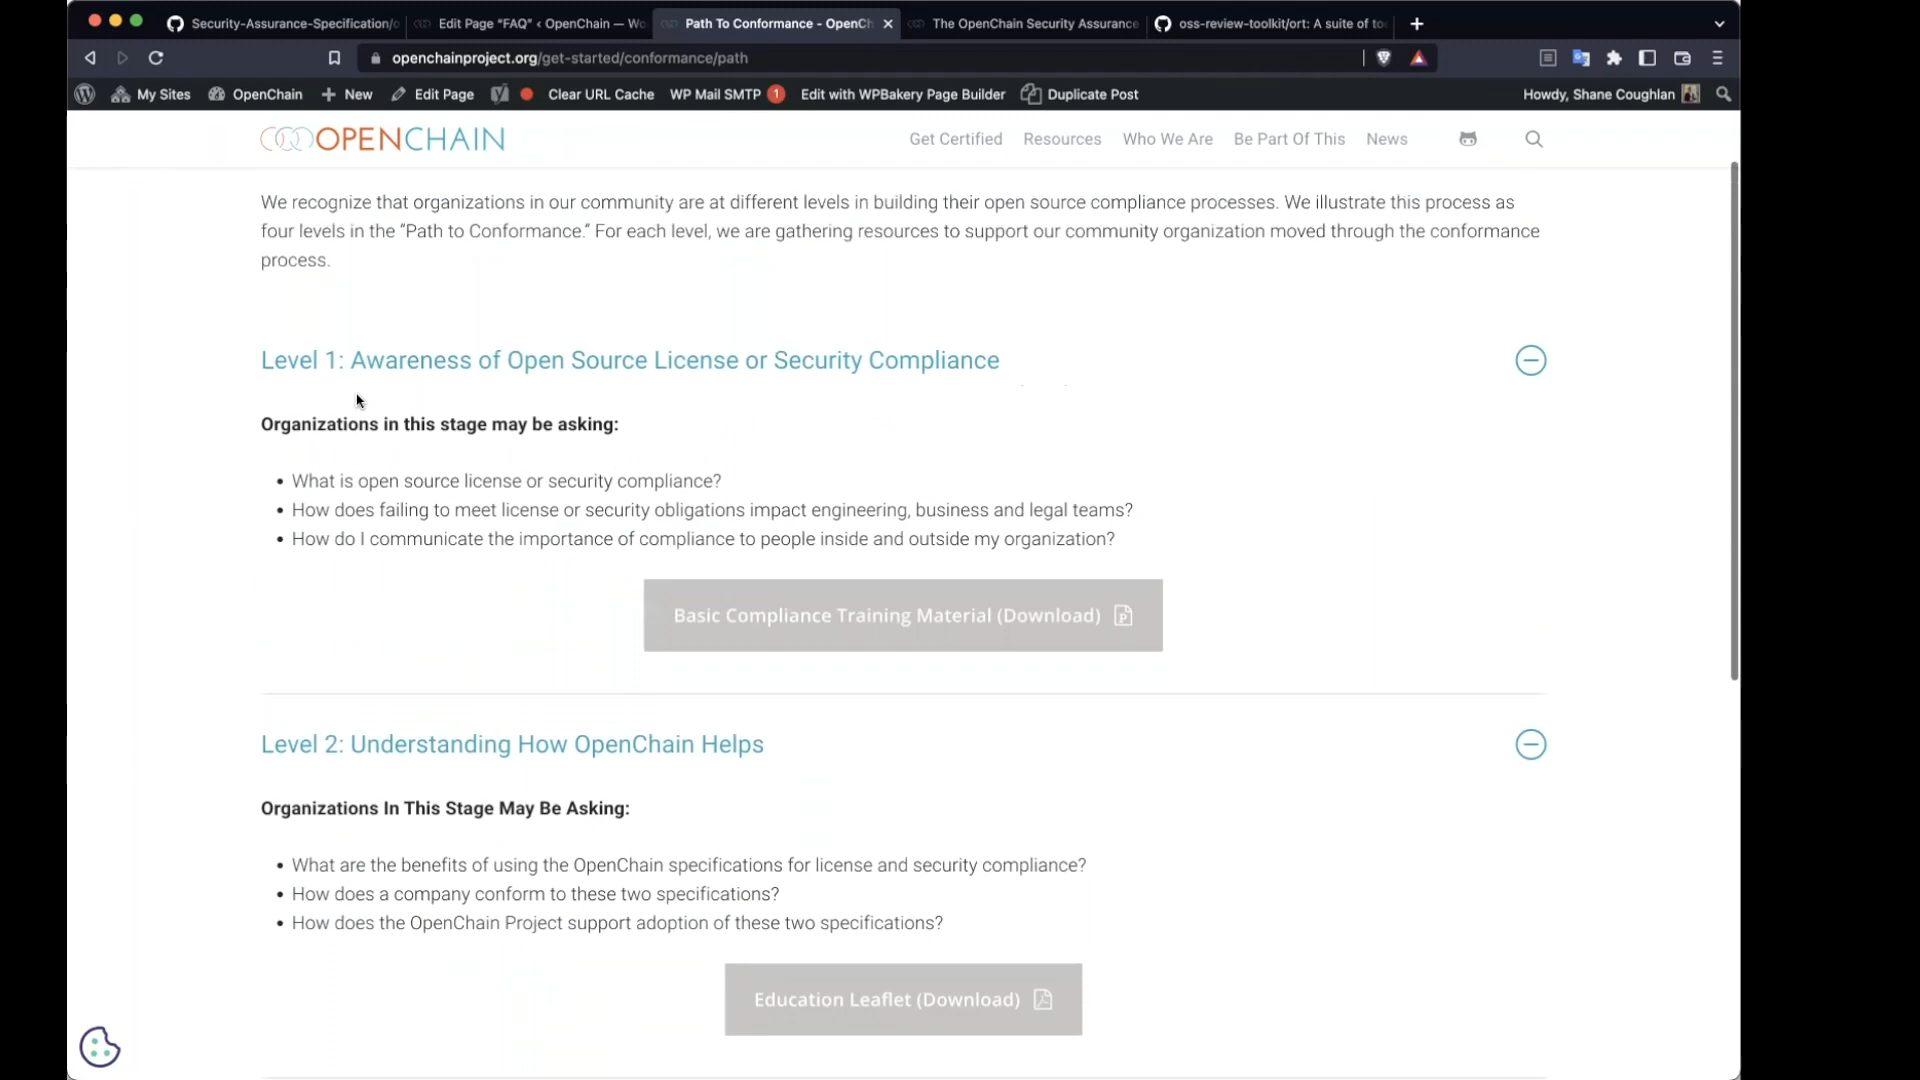 Security-Assurance-Specification/o
Edit Page "FAQ" ‹ OpenChain — Wo
Path To Conformance - OpenCh
The OpenChain Security Assurance
oss-review-toolkit/ort: A suite of to
openchainproject.org/get-started/conformance/path
My Sites
OpenChain
New
Edit Page
Clear URL Cache
WP Mail SMTP 1
Edit with WPBakery Page Builder
Duplicate Post
Howdy, Shane Coughlan
OPENCHAIN
Get Certified
Resources
Who We Are
Be Part Of This
News
We recognize that organizations in our community are at different levels in building their open source compliance processes. We illustrate this process as
four levels in the “Path to Conformance.” For each level, we are gathering resources to support our community organization moved through the conformance
process.
Level 1: Awareness of Open Source License or Security Compliance
Organizations in this stage may be asking:
• What is open source license or security compliance?
• How does failing to meet license or security obligations impact engineering, business and legal teams?
• How do I communicate the importance of compliance to people inside and outside my organization?
Basic Compliance Training Material (Download)
Level 2: Understanding How OpenChain Helps
Organizations In This Stage May Be Asking:
• What are the benefits of using the OpenChain specifications for license and security compliance?
• How does a company conform to these two specifications?
• How does the OpenChain Project support adoption of these two specifications?
Education Leaflet (Download)